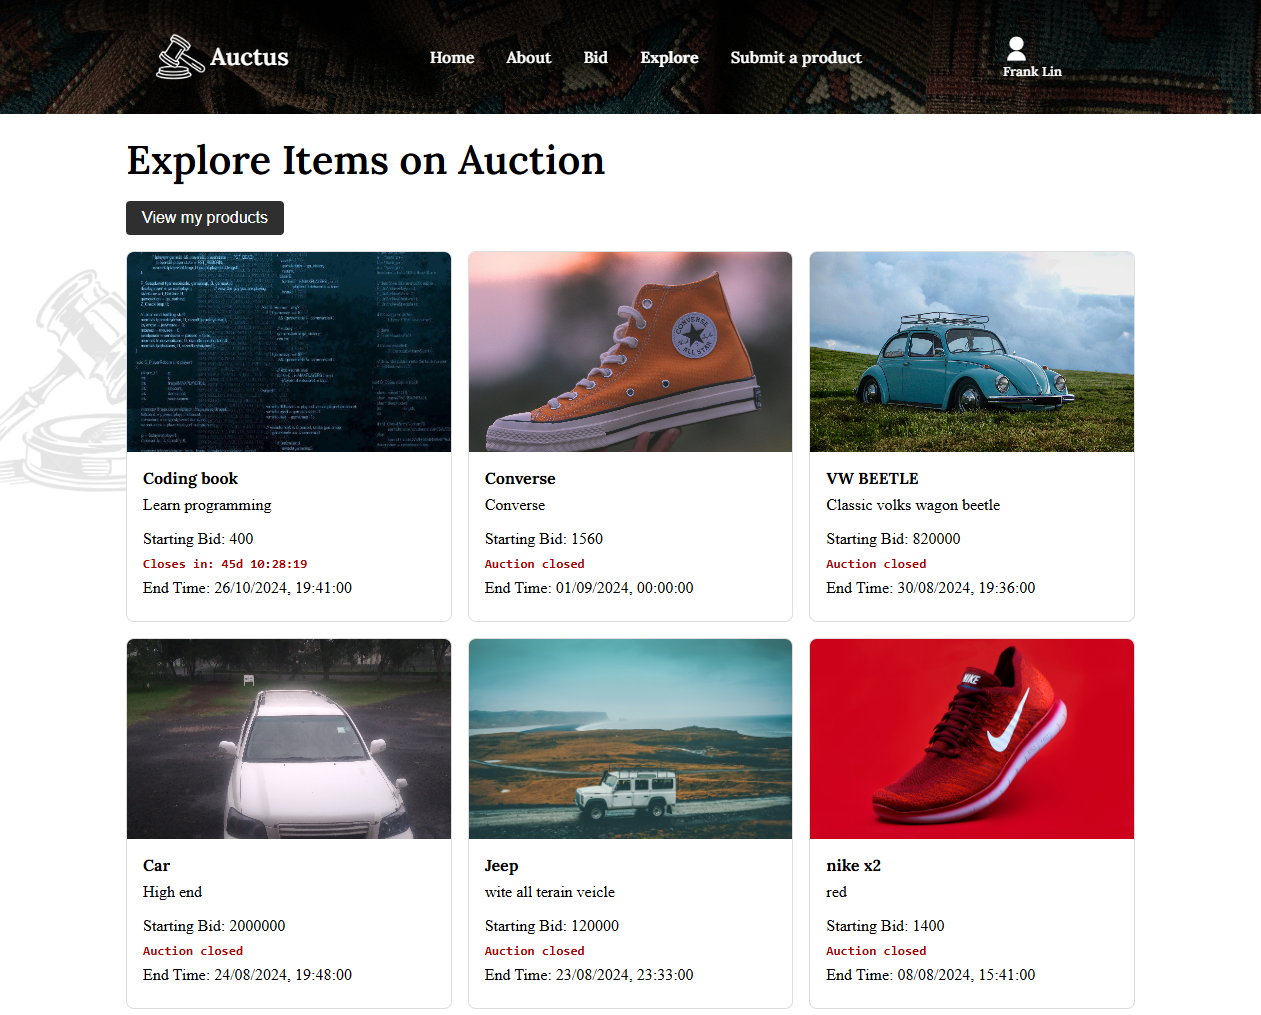 Auctus
Home About Bid Explore Submit a product
Frank Lin
Explore Items on Auction
View my products
CONVERSE
ALL STAR
Coding book
Learn programming
Starting Bid: 400
Closes in: 45d 10:28:19
End Time: 26/10/2024, 19:41:00
Converse
Converse
Starting Bid: 1560
Auction closed
End Time: 01/09/2024, 00:00:00
VW BEETLE
Classic volks wagon beetle
Starting Bid: 820000
Auction closed
End Time: 30/08/2024, 19:36:00
NIKE
Car
High end
Starting Bid: 2000000
Auction closed
End Time: 24/08/2024, 19:48:00
Jeep
wite all terain veicle
Starting Bid: 120000
Auction closed
End Time: 23/08/2024, 23:33:00
nike x2
red
Starting Bid: 1400
Auction closed
End Time: 08/08/2024, 15:41:00